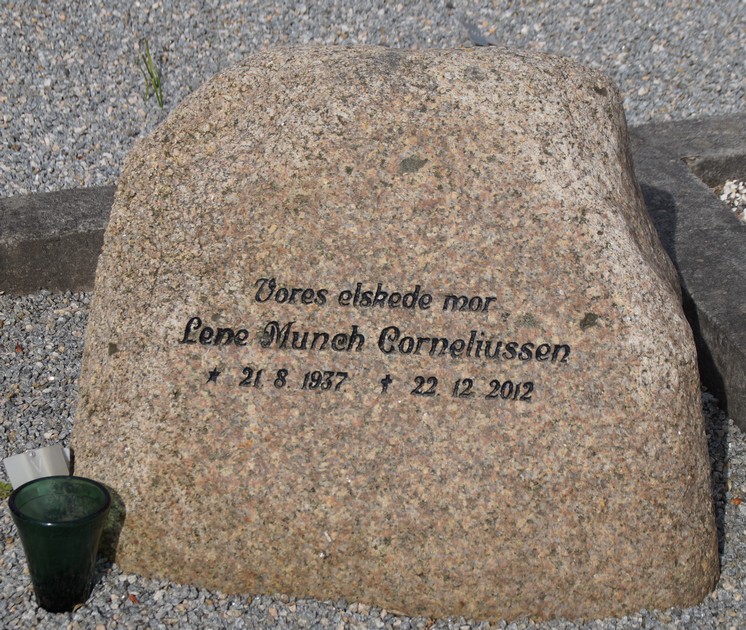 Vores elskede mor
Lene Munch Corneliussen
★ 21. 8. 1937 ✝ 22. 12. 2012